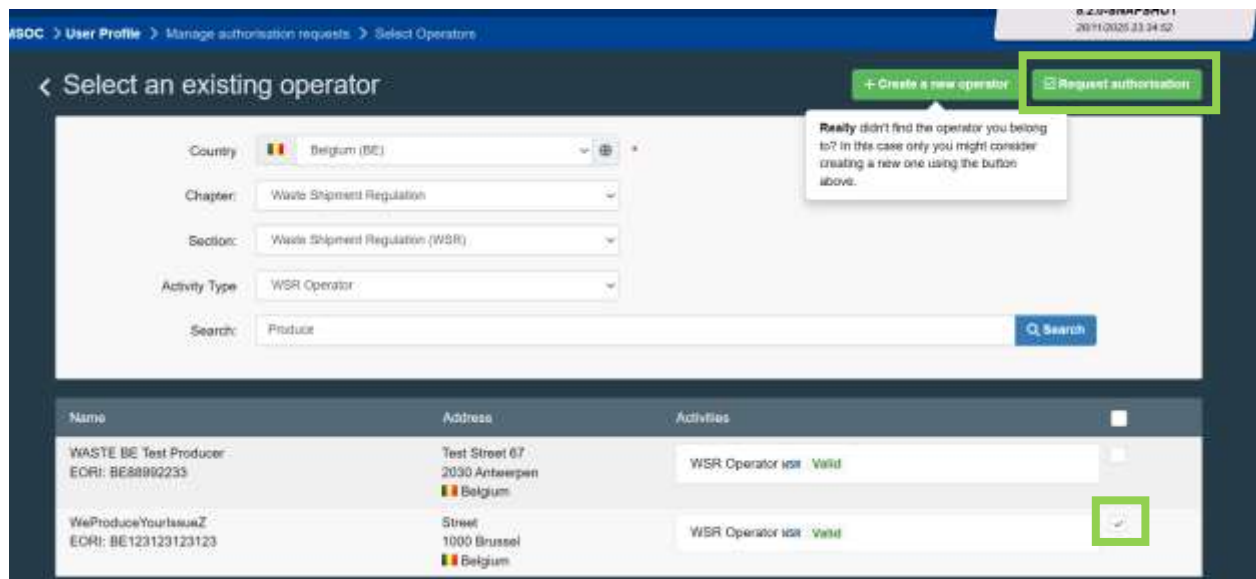 5.2.0-SNAPSHOT
MSOC > User Profile > Manage authorisation requests > Select Operators
Select an existing operator
+ Create a new operator
Request authorisation
Really didn't find the operator you belong
to? In this case only you might consider
creating a new one using the button
above.
Country
Belgium (BE)
*
Chapter:
Waste Shipment Regulation
Section:
Waste Shipment Regulation (WSR)
Activity Type
WSR Operator
Search:
Produce
Search
Name Address Activities
WASTE BE Test Producer
EORI: BE88992233
Test Street 67
2030 Antwerpen
Belgium
WSR Operator WSR Valid
WeProduceYourIssueZ
EORI: BE123123123123
Street
1000 Brussel
Belgium
WSR Operator WSR Valid